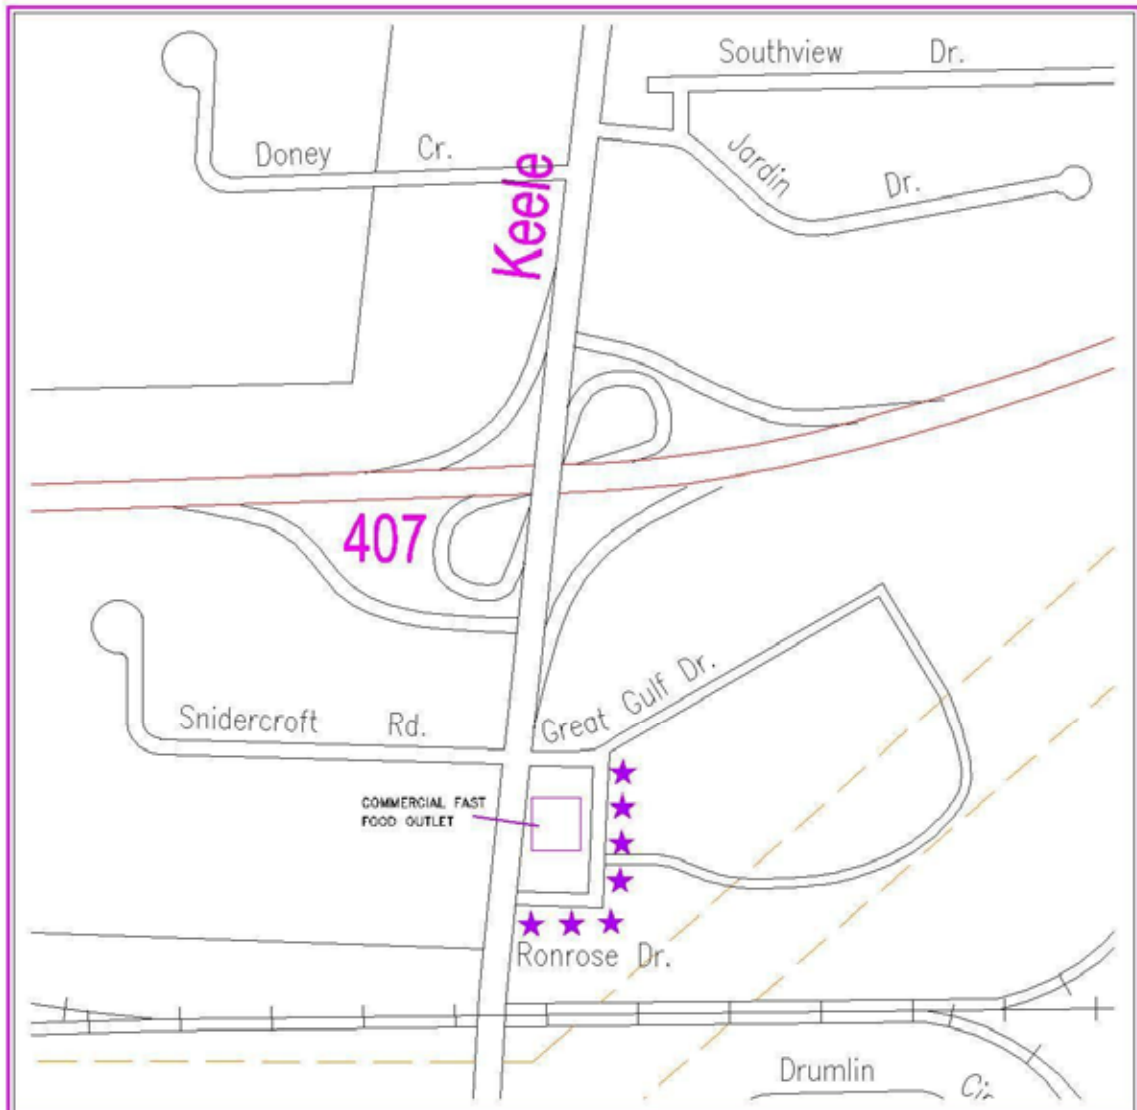 Southview Dr.
Doney Cr.
Jardin Dr.
Keele
407
Great Gulf Dr.
Snidercroft Rd.
COMMERCIAL FAST
FOOD OUTLET
Ronrose Dr.
Drumlin